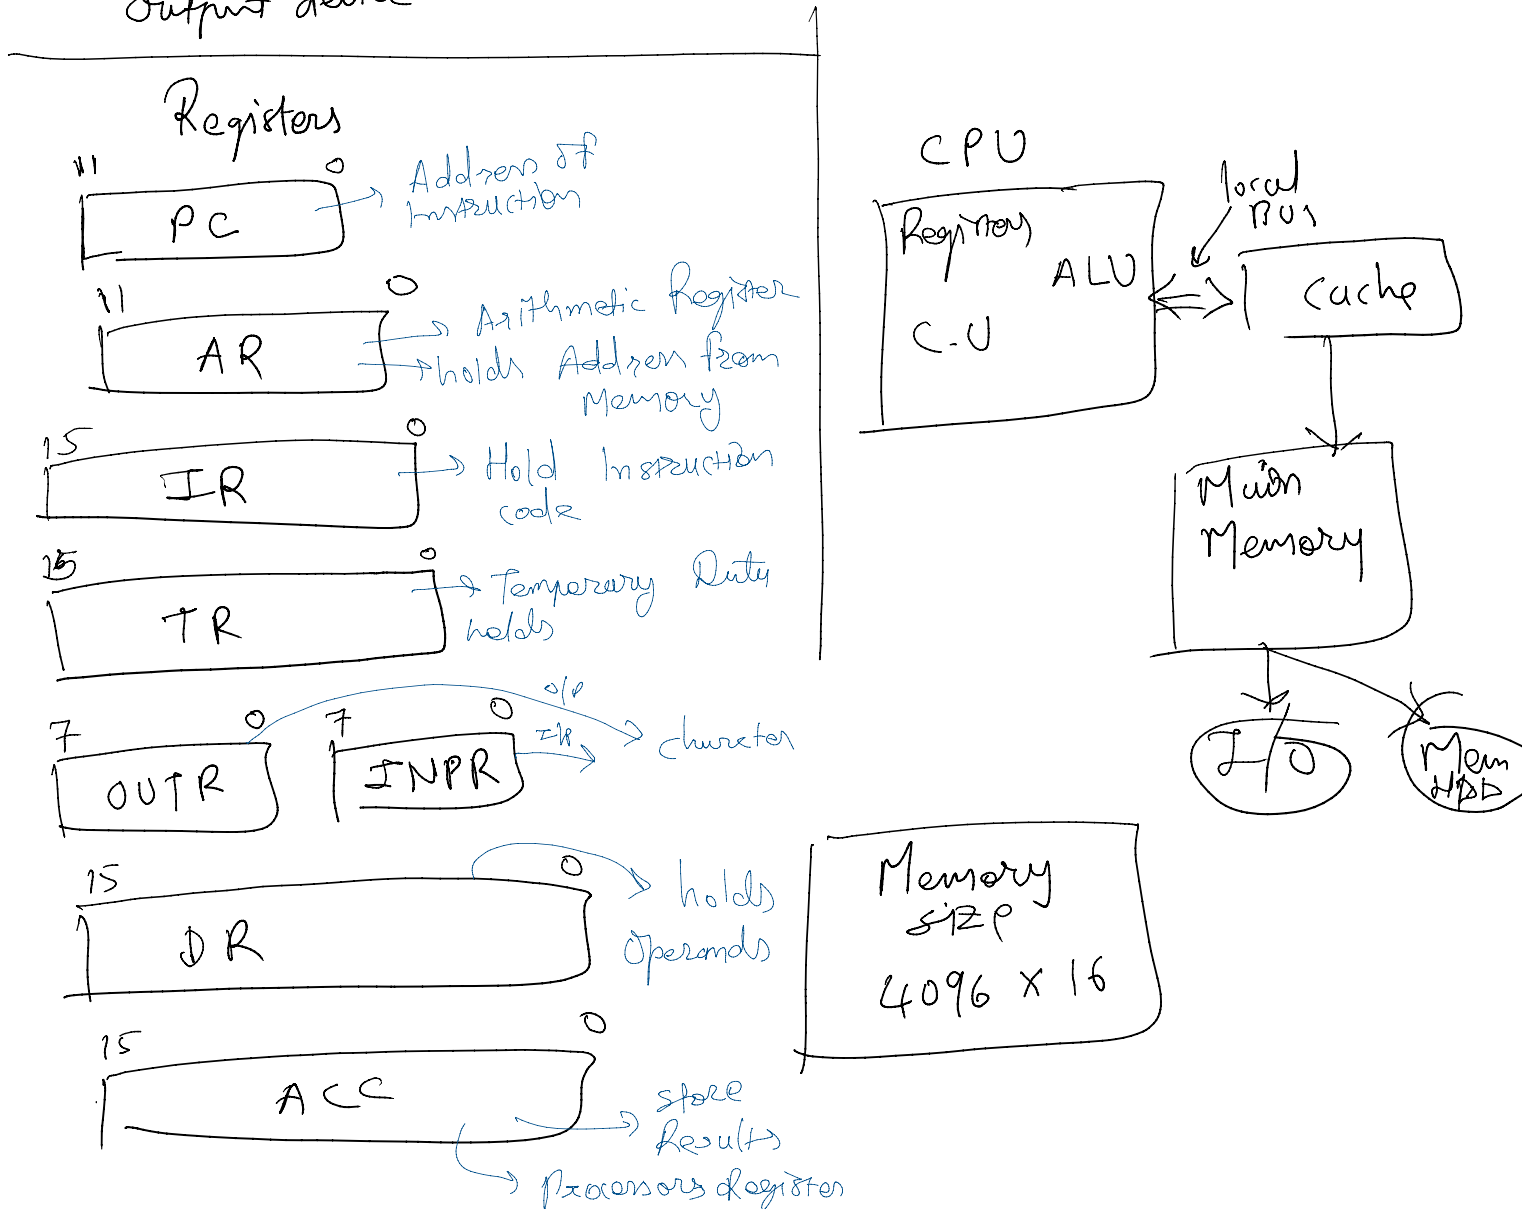 Output device
Registers
11 0
PC
Address of
Instruction
11 0
AR
Arithmetic Register
holds Address from
Memory
15 0
IR
Hold Instruction
code
15 0
TR
Temporary Data
holds
7 0
OUTR
O/P
7 0
INPR
I/P
charcter
15 0
DR
holds
Operands
15 0
ACC
store
Results
Processors Register
CPU
Registers
ALU
C.U
local
BUS
Cache
Main
Memory
I/O
Mem
HDD
Memory
size
4096 x 16